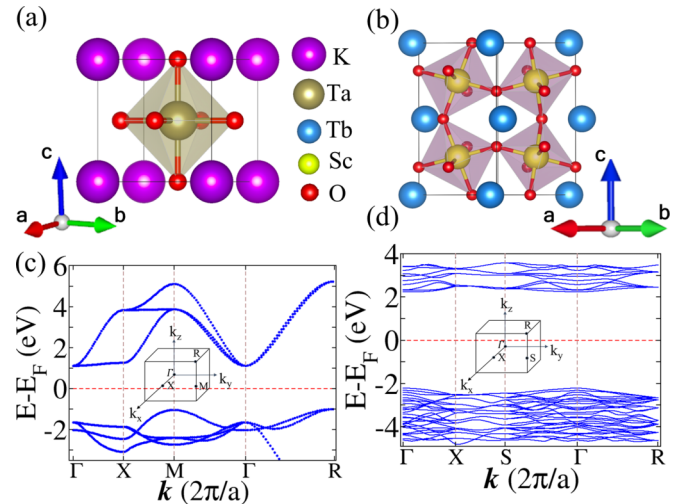 (a)
K
Ta
Tb
Sc
O
c
a
b
(b)
c
a
b
(c)
E-E_F (eV)
6
4
2
0
-2
k_z
R
Γ
k_y
X
M
k_x
Γ X M Γ R
k (2π/a)
(d)
E-E_F (eV)
4
2
0
-2
-4
k_z
R
Γ
k_y
X
S
k_x
Γ X S Γ R
k (2π/a)